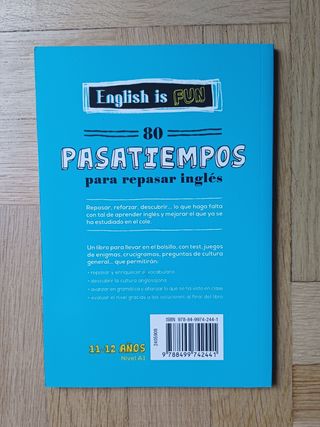 English is FUN
80
PASATIEMPOS
para repasar inglés
Repasar, reforzar, descubrir... lo que haga falta
con tal de aprender inglés y mejorar el que ya se
ha estudiado en el cole.
Un libro para llevar en el bolsillo, con test, juegos
de enigmas, crucigramas, preguntas de cultura
general... que permitirán:
• repasar y enriquecer el vocabulario
• descubrir la cultura anglosajona
• avanzar en gramática y afianzar lo que se ha visto en clase
• evaluar el nivel gracias a las soluciones al final del libro
ISBN: 978-84-9974-244-1
9 788499 742441
11-12 AÑOS
Nivel A1